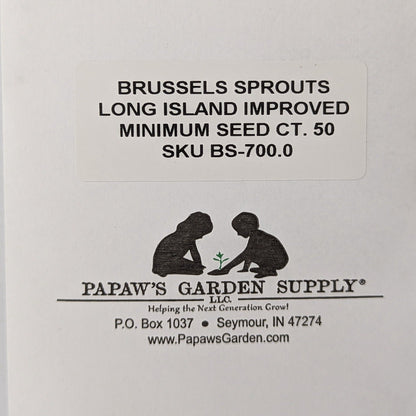 BRUSSELS SPROUTS
LONG ISLAND IMPROVED
MINIMUM SEED CT. 50
SKU BS-700.0
PAPAW'S GARDEN SUPPLY®
LLC.
Helping the Next Generation Grow!
P.O. Box 1037 • Seymour, IN 47274
www.PapawsGarden.com